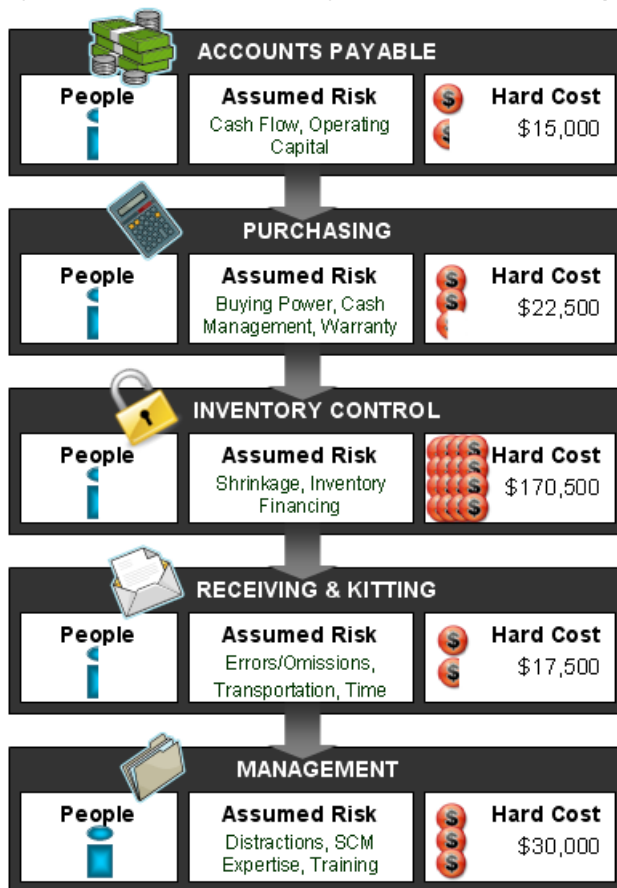 ACCOUNTS PAYABLE
People
Assumed Risk
Cash Flow, Operating
Capital
Hard Cost
$15,000
PURCHASING
People
Assumed Risk
Buying Power, Cash
Management, Warranty
Hard Cost
$22,500
INVENTORY CONTROL
People
Assumed Risk
Shrinkage, Inventory
Financing
Hard Cost
$170,500
RECEIVING & KITTING
People
Assumed Risk
Errors/Omissions,
Transportation, Time
Hard Cost
$17,500
MANAGEMENT
People
Assumed Risk
Distractions, SCM
Expertise, Training
Hard Cost
$30,000